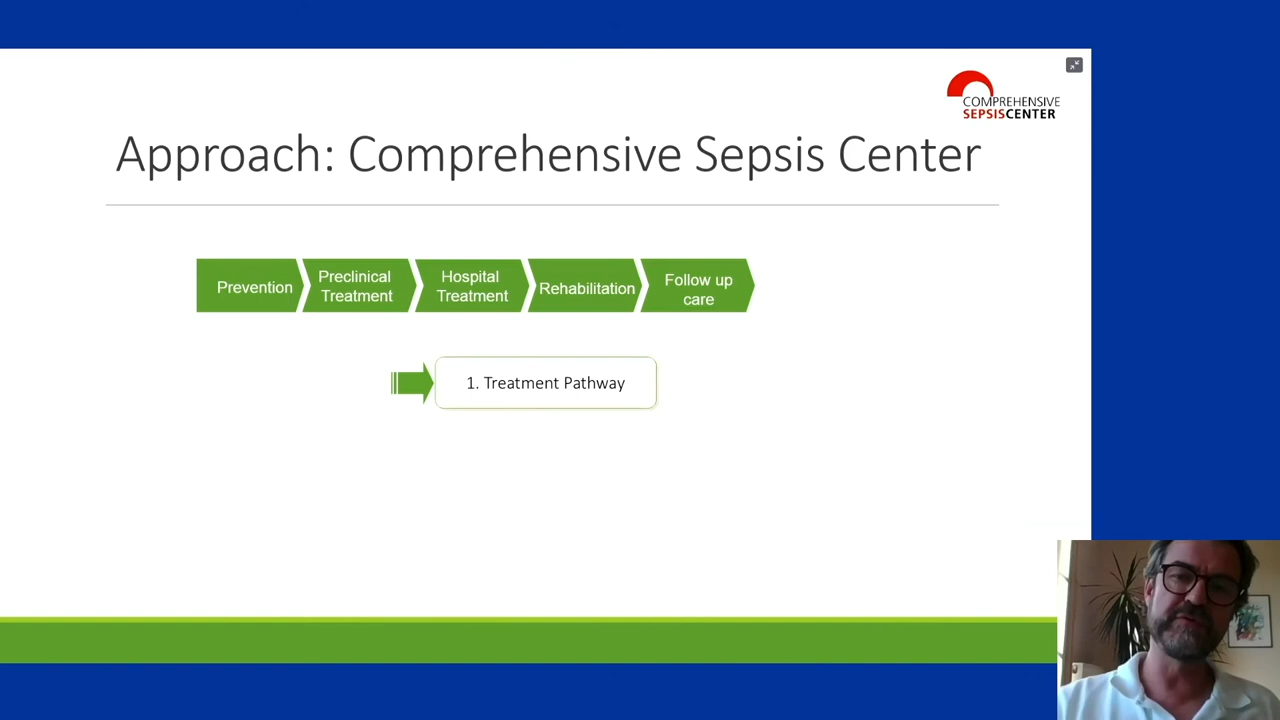 COMPREHENSIVE
SEPSISCENTER
Approach: Comprehensive Sepsis Center
Prevention
Preclinical
Treatment
Hospital
Treatment
Rehabilitation
Follow up
care
1. Treatment Pathway